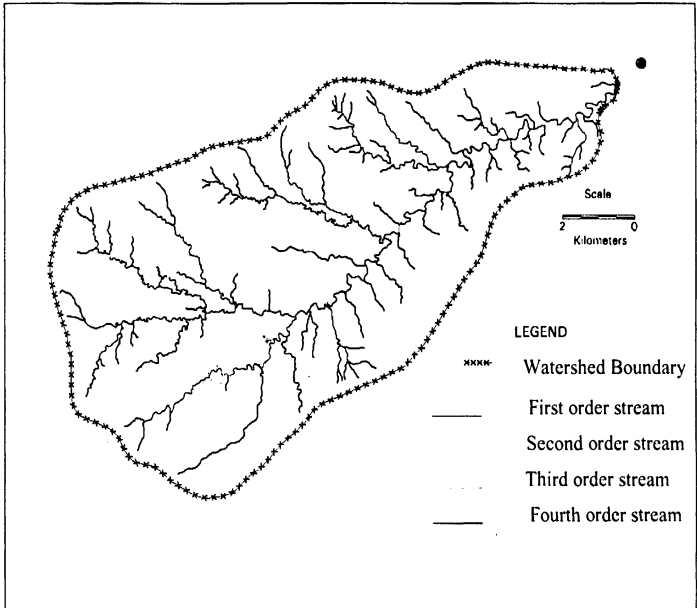 Scale
2 0
Kilometers
LEGEND
Watershed Boundary
First order stream
Second order stream
Third order stream
Fourth order stream